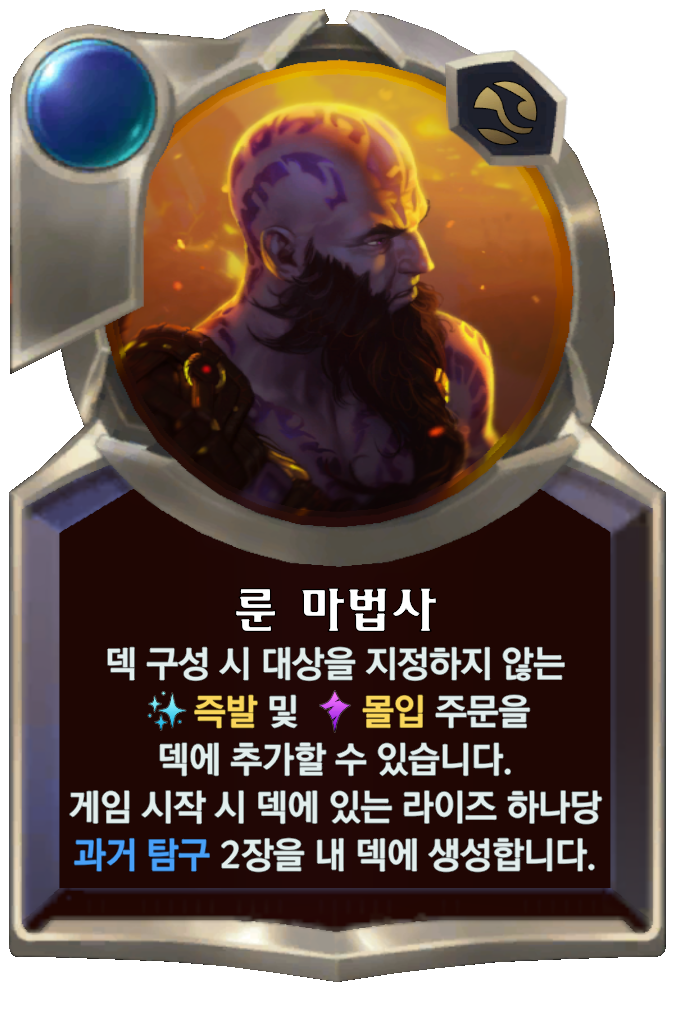 룬 마법사
덱 구성 시 대상을 지정하지 않는
즉발 및 몰입 주문을
덱에 추가할 수 있습니다.
게임 시작 시 덱에 있는 라이즈 하나당
과거 탐구 2장을 내 덱에 생성합니다.